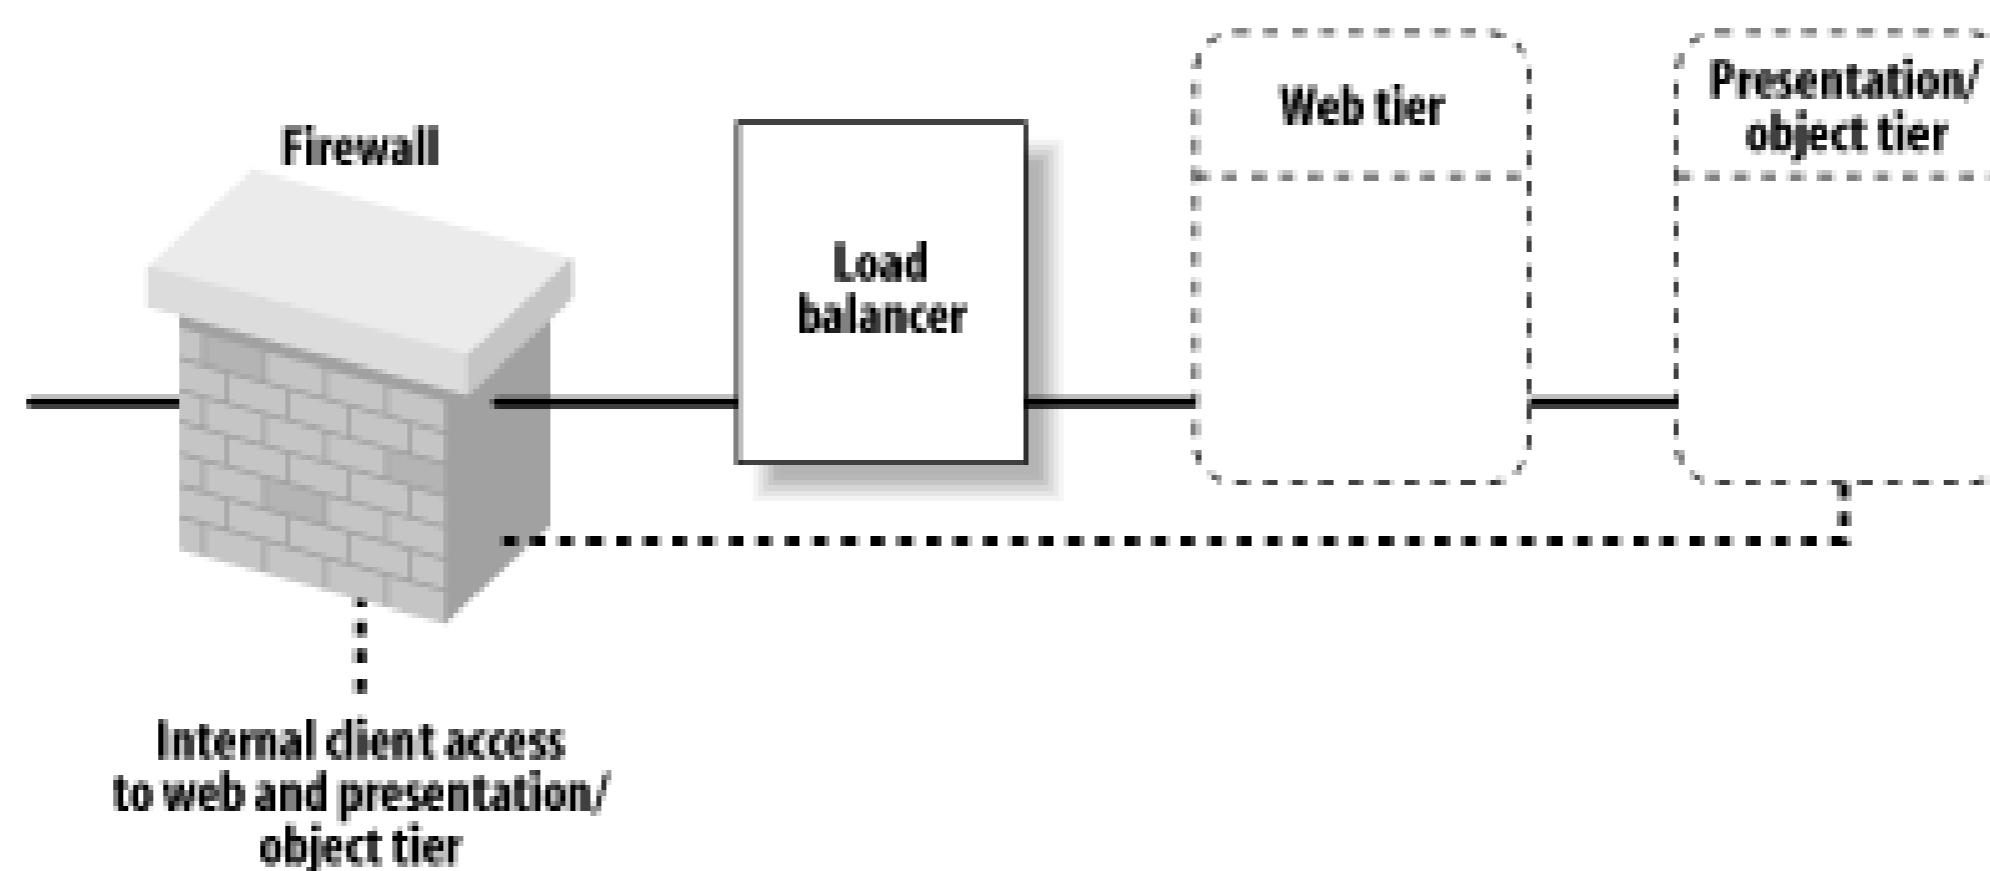 Firewall
Load
balancer
Web tier
Presentation/
object tier
Internal client access
to web and presentation/
object tier